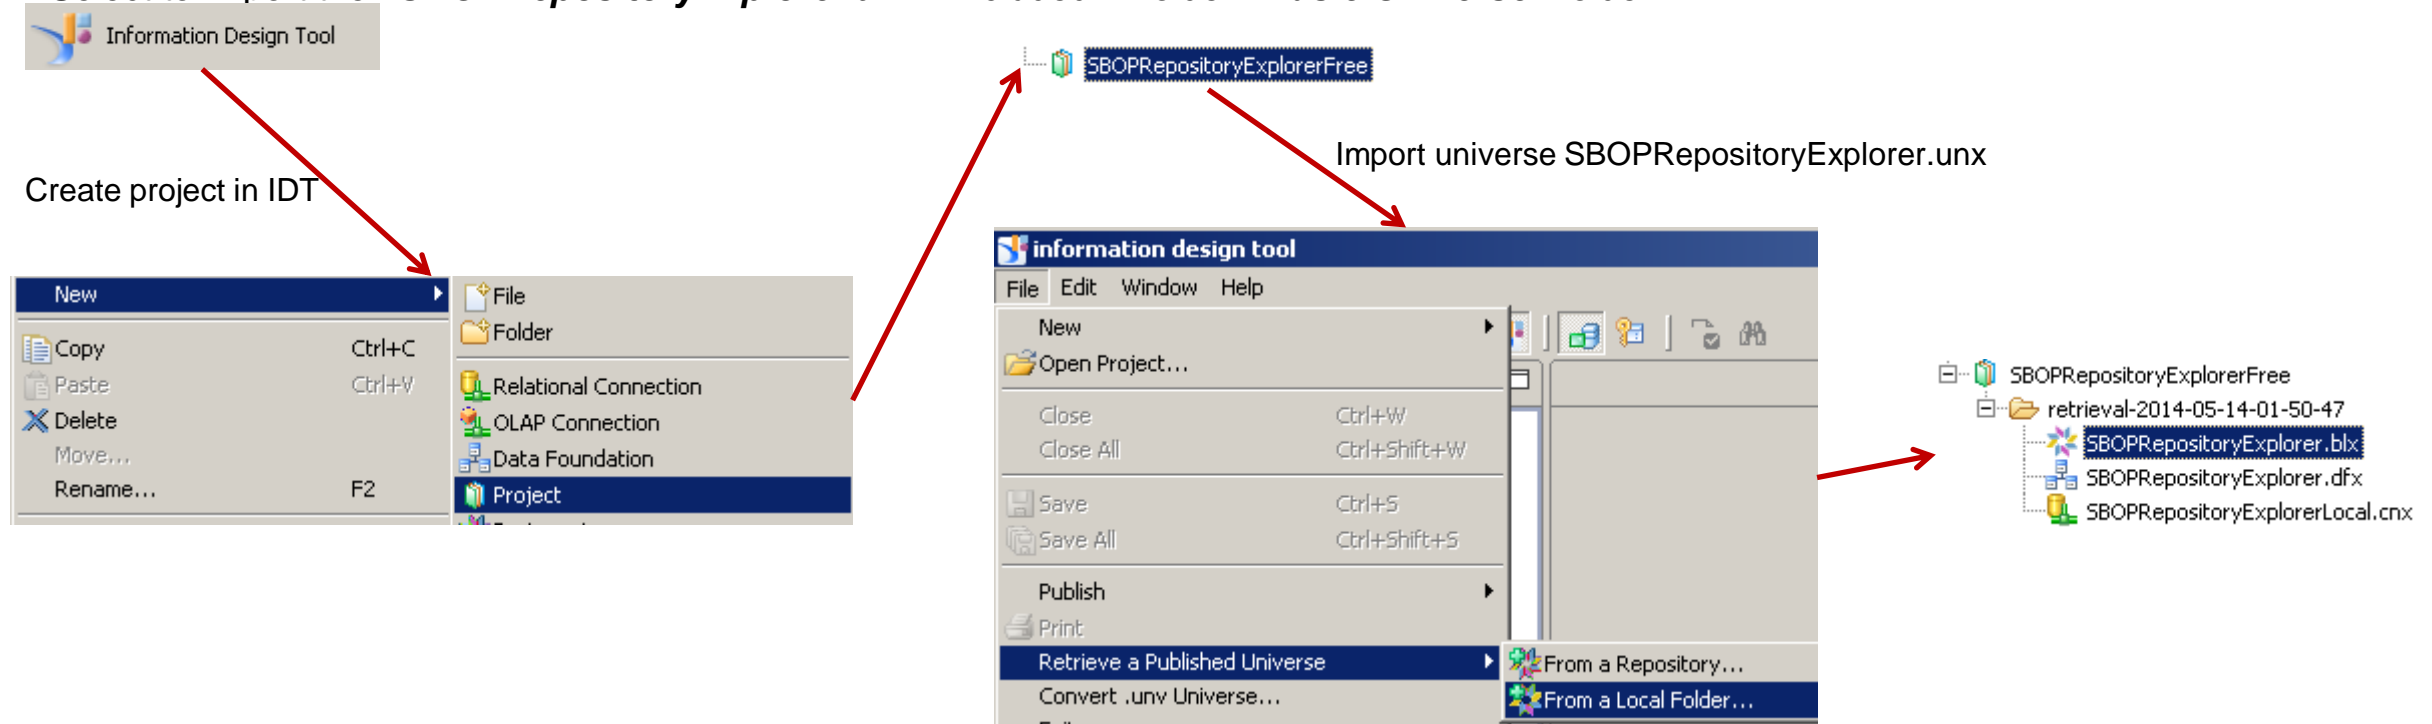 Information Design Tool
SBOPRepositoryExplorerFree
Import universe SBOPRepositoryExplorer.unx
Create project in IDT
New
File
Folder
Copy Ctrl+C
Paste Ctrl+V
Delete
Move...
Rename... F2
Relational Connection
OLAP Connection
Data Foundation
Project
information design tool
File Edit Window Help
New
Open Project...
Close Ctrl+W
Close All Ctrl+Shift+W
Save Ctrl+S
Save All Ctrl+Shift+S
Publish
Print
Retrieve a Published Universe
Convert .unv Universe...
From a Repository...
From a Local Folder...
SBOPRepositoryExplorerFree
retrieval-2014-05-14-01-50-47
SBOPRepositoryExplorer.blx
SBOPRepositoryExplorer.dfx
SBOPRepositoryExplorerLocal.cnx